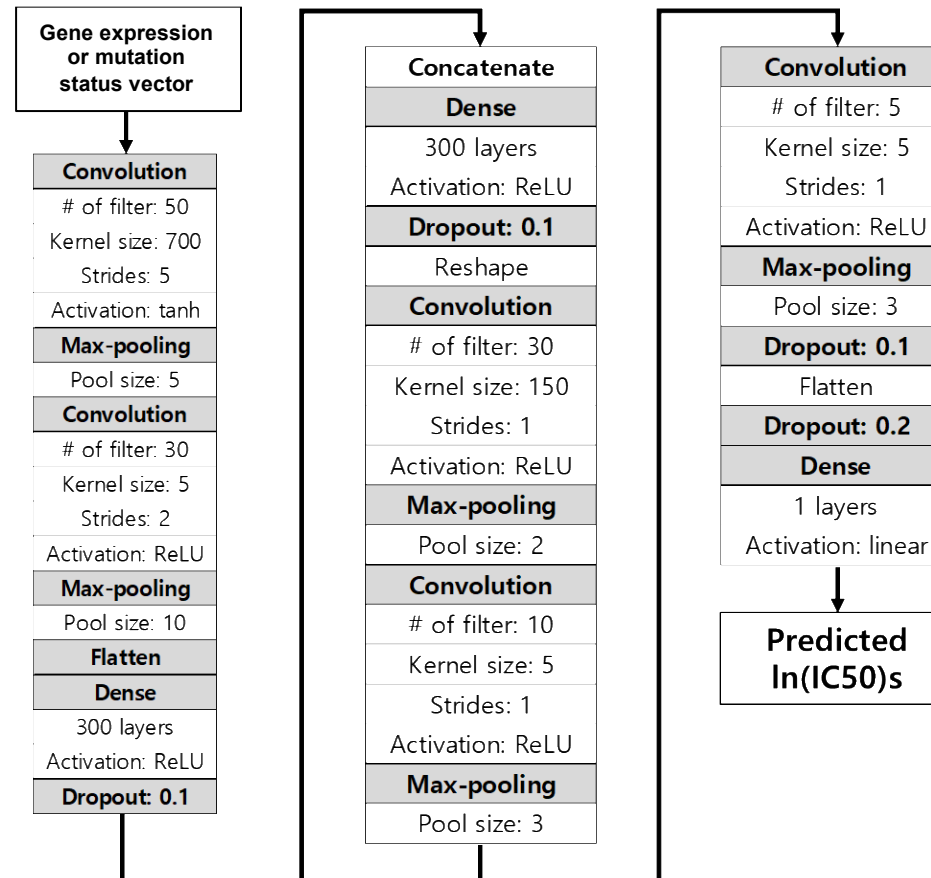 Gene expression
or mutation
status vector
Convolution
# of filter: 50
Kernel size: 700
Strides: 5
Activation: tanh
Max-pooling
Pool size: 5
Convolution
# of filter: 30
Kernel size: 5
Strides: 2
Activation: ReLU
Max-pooling
Pool size: 10
Flatten
Dense
300 layers
Activation: ReLU
Dropout: 0.1
Concatenate
Dense
300 layers
Activation: ReLU
Dropout: 0.1
Reshape
Convolution
# of filter: 30
Kernel size: 150
Strides: 1
Activation: ReLU
Max-pooling
Pool size: 2
Convolution
# of filter: 10
Kernel size: 5
Strides: 1
Activation: ReLU
Max-pooling
Pool size: 3
Convolution
# of filter: 5
Kernel size: 5
Strides: 1
Activation: ReLU
Max-pooling
Pool size: 3
Dropout: 0.1
Flatten
Dropout: 0.2
Dense
1 layers
Activation: linear
Predicted
ln(IC50)s